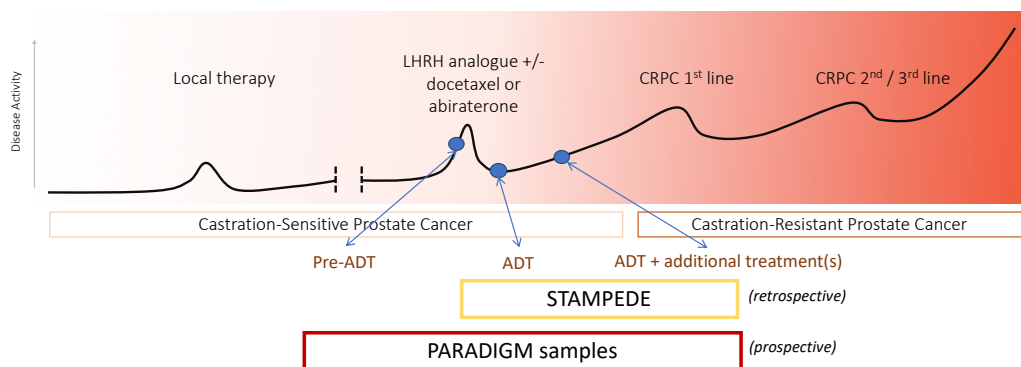 Disease Activity
Local therapy
LHRH analogue +/-
docetaxel or
abiraterone
CRPC 1st line
CRPC 2nd / 3rd line
Castration-Sensitive Prostate Cancer
Castration-Resistant Prostate Cancer
Pre-ADT
ADT
ADT + additional treatment(s)
STAMPEDE
(retrospective)
PARADIGM samples
(prospective)